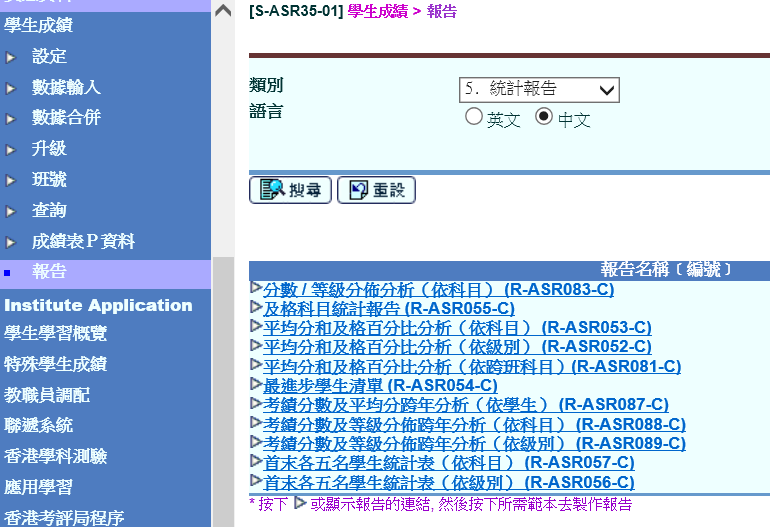 學生成績
設定
數據輸入
數據合併
升級
班號
查詢
成績表P資料
報告
Institute Application
學生學習概覽
特殊學生成績
教職員調配
聯遞系統
香港學科測驗
應用學習
香港考評局程序
[S-ASR35-01] 學生成績 > 報告
類別
5. 統計報告
語言
英文 中文
搜尋 重設
報告名稱﹝編號﹞
分數 / 等級分佈分析（依科目） (R-ASR083-C)
及格科目統計報告 (R-ASR055-C)
平均分和及格百分比分析（依科目） (R-ASR053-C)
平均分和及格百分比分析（依級別） (R-ASR052-C)
平均分和及格百分比分析（依跨班科目） (R-ASR081-C)
最進步學生清單 (R-ASR054-C)
考績分數及平均分跨年分析（依學生） (R-ASR087-C)
考績分數及等級分佈跨年分析（依科目） (R-ASR088-C)
考績分數及等級分佈跨年分析（依級別） (R-ASR089-C)
首末各五名學生統計表（依科目） (R-ASR057-C)
首末各五名學生統計表（依級別） (R-ASR056-C)
* 按下 或顯示報告的連結, 然後按下所需範本去製作報告